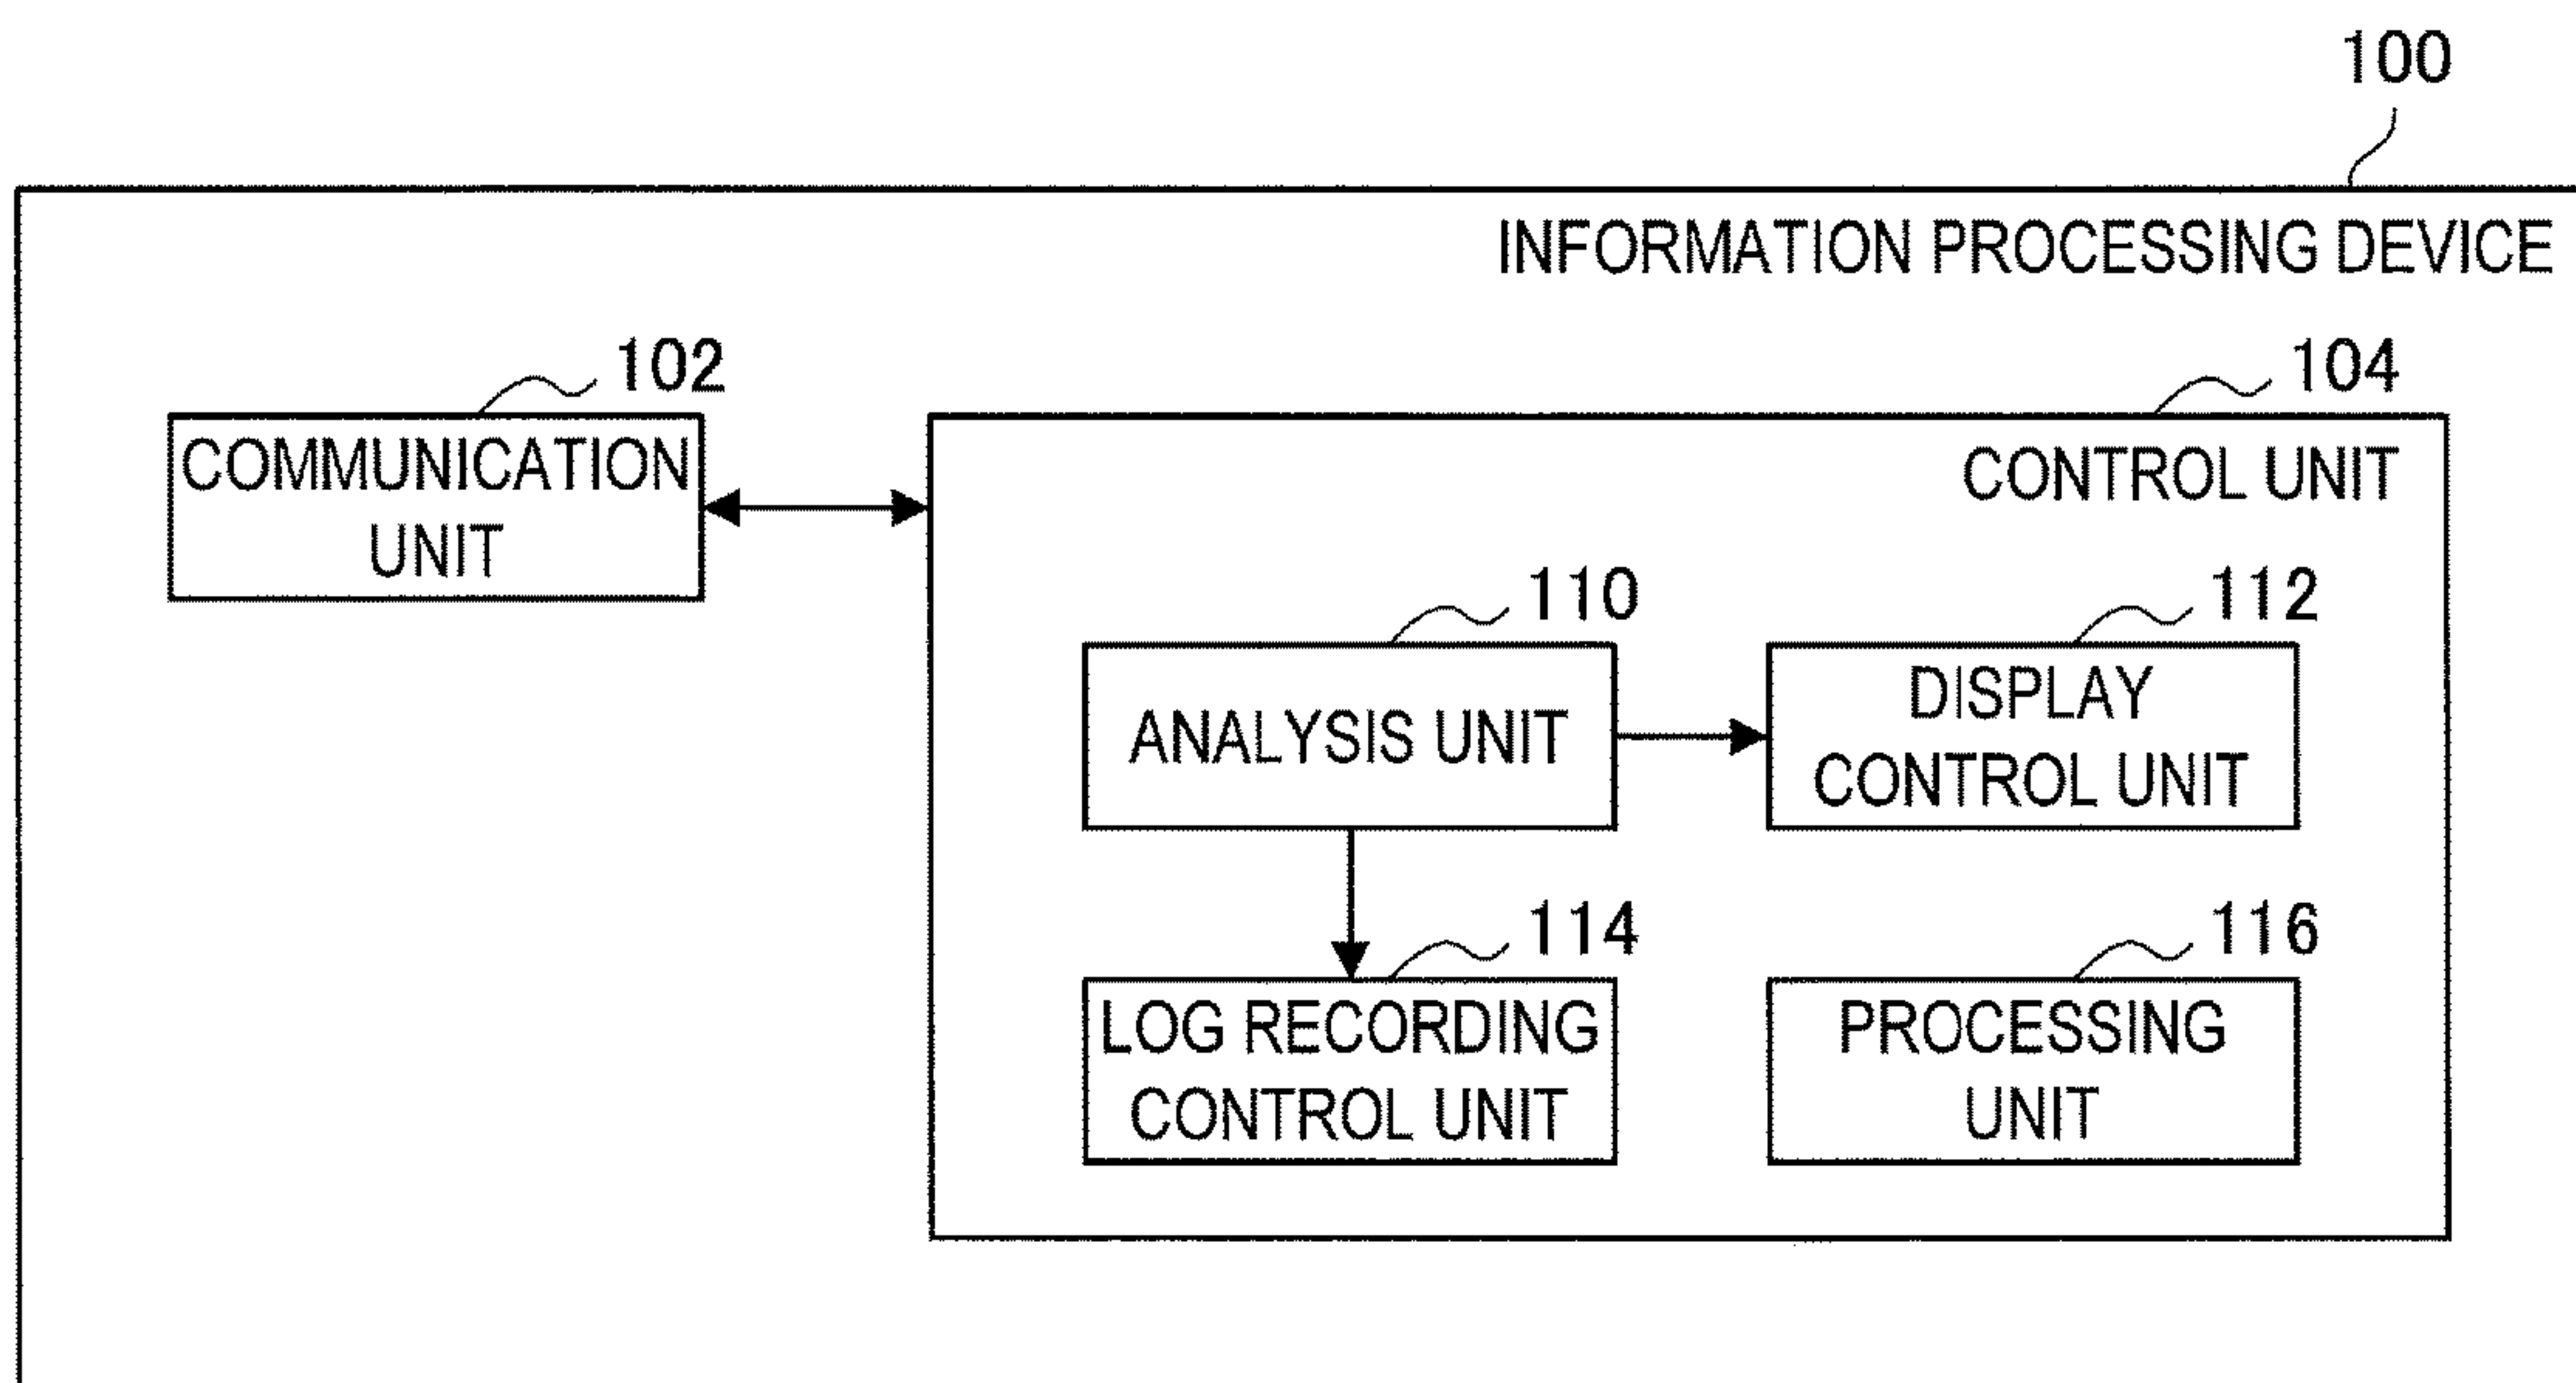 100
INFORMATION PROCESSING DEVICE
102
104
COMMUNICATION
UNIT
CONTROL UNIT
110
112
ANALYSIS UNIT
DISPLAY
CONTROL UNIT
114
116
LOG RECORDING
CONTROL UNIT
PROCESSING
UNIT